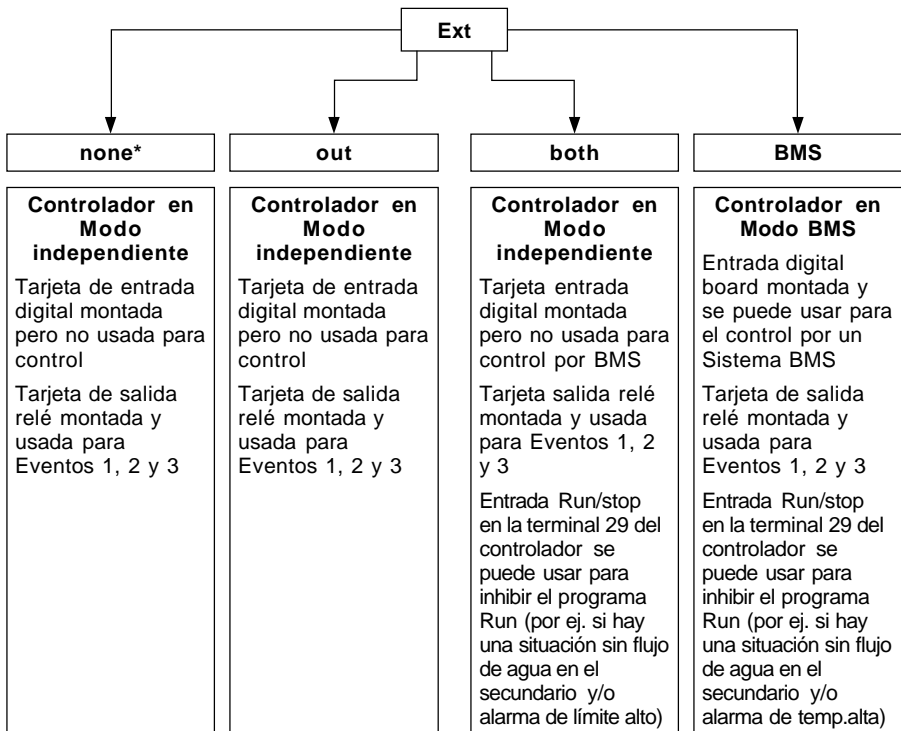 Ext
none*
out
both
BMS
Controlador en
Modo
independiente
Tarjeta de entrada
digital montada
pero no usada para
control
Tarjeta de salida
relé montada y
usada para
Eventos 1, 2 y 3
Controlador en
Modo
independiente
Tarjeta de entrada
digital montada
pero no usada para
control
Tarjeta de salida
relé montada y
usada para
Eventos 1, 2 y 3
Controlador en
Modo
independiente
Tarjeta entrada
digital montada
pero no usada para
control por BMS
Tarjeta salida relé
montada y usada
para Eventos 1, 2
y 3
Entrada Run/stop
en la terminal 29 del
controlador se
puede usar para
inhibir el programa
Run (por ej. si hay
una situación sin flujo
de agua en el
secundario y/o
alarma de límite alto)
Controlador en
Modo BMS
Entrada digital
board montada y
se puede usar para
el control por un
Sistema BMS
Tarjeta de salida
relé montada y
usada para
Eventos 1, 2 y 3
Entrada Run/stop
en la terminal 29 del
controlador se
puede usar para
inhibir el programa
Run (por ej. si hay
una situación sin flujo
de agua en el
secundario y/o
alarma de temp.alta)